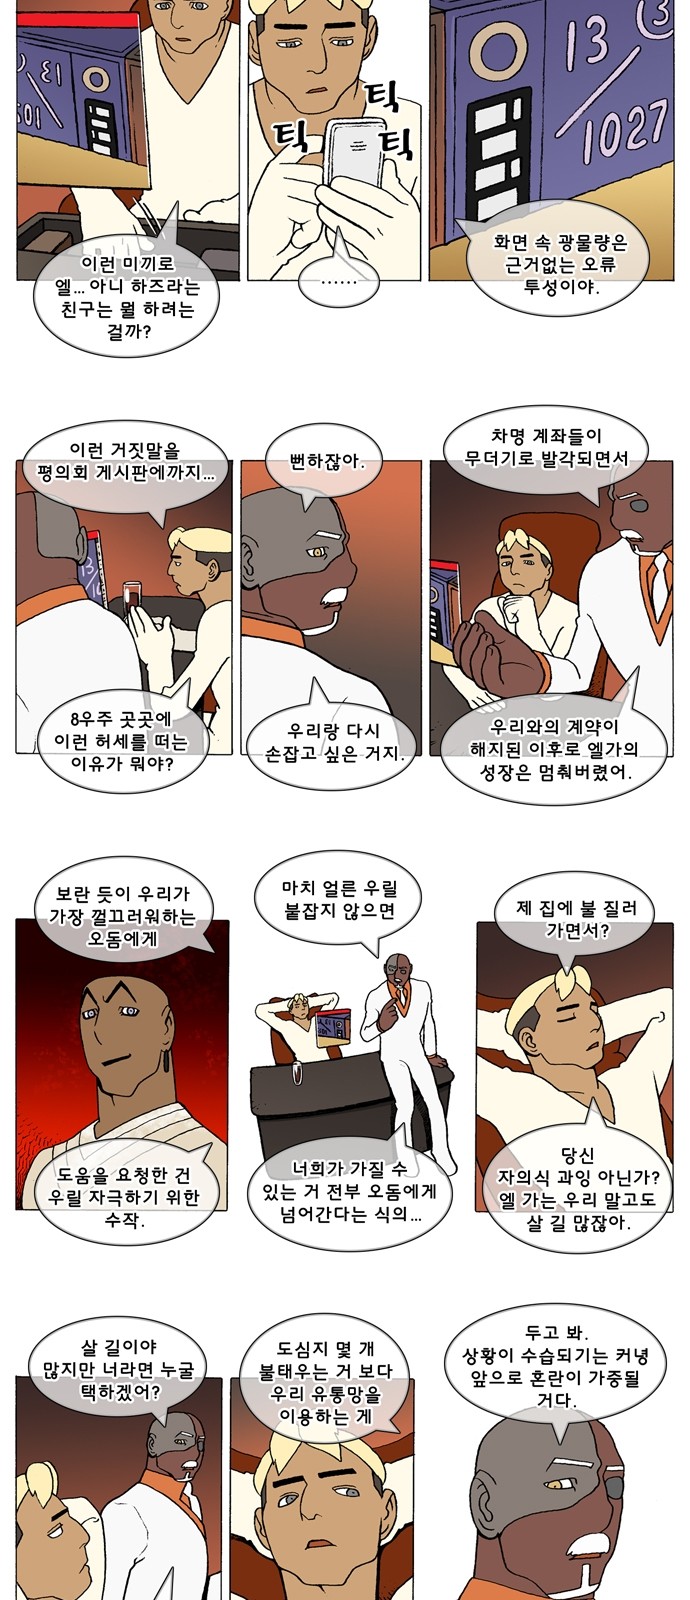 13
1027
틱
틱
틱
이런 미끼로
엘... 아니 하즈라는
친구는 뭘 하려는
걸까?
······
화면 속 광물량은
근거없는 오류
투성이야.
이런 거짓말을
평의회 게시판에까지...
8우주 곳곳에
이런 허세를 떠는
이유가 뭐야?
뻔하잖아.
우리랑 다시
손잡고 싶은 거지.
차명 계좌들이
무더기로 발각되면서
우리와의 계약이
해지된 이후로 엘가의
성장은 멈춰버렸어.
보란 듯이 우리가
가장 껄끄러워하는
오돔에게
도움을 요청한 건
우릴 자극하기 위한
수작.
마치 얼른 우릴
붙잡지 않으면
너희가 가질 수
있는 거 전부 오돔에게
넘어간다는 식의...
제 집에 불 질러
가면서?
당신
자의식 과잉 아닌가?
엘 가는 우리 말고도
살 길 많잖아.
살 길이야
많지만 너라면 누굴
택하겠어?
도심지 몇 개
불태우는 거 보다
우리 유통망을
이용하는 게
두고 봐.
상황이 수습되기는 커녕
앞으로 혼란이 가중될
거다.